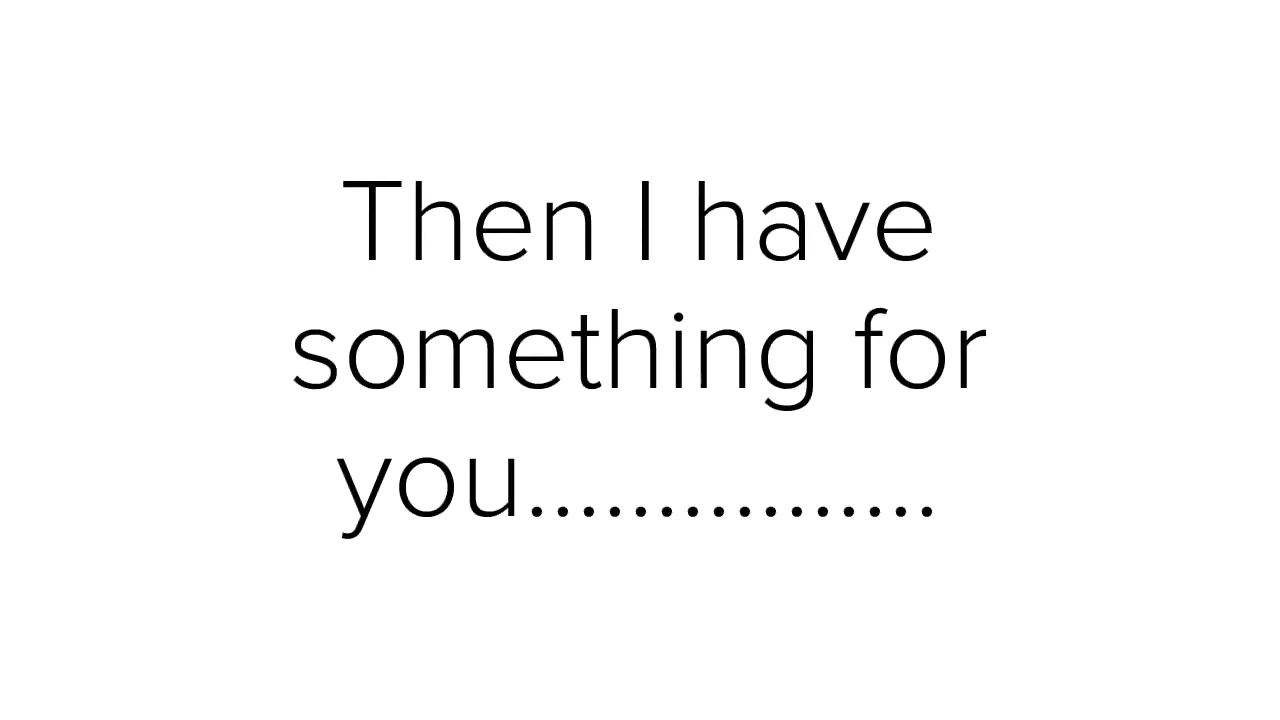 Then I have
something for
you................